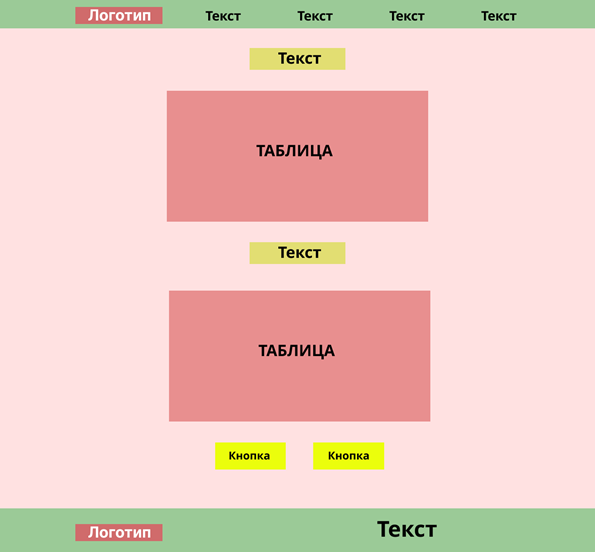 Логотип Текст Текст Текст Текст
Текст
ТАБЛИЦА
Текст
ТАБЛИЦА
Кнопка Кнопка
Логотип Текст